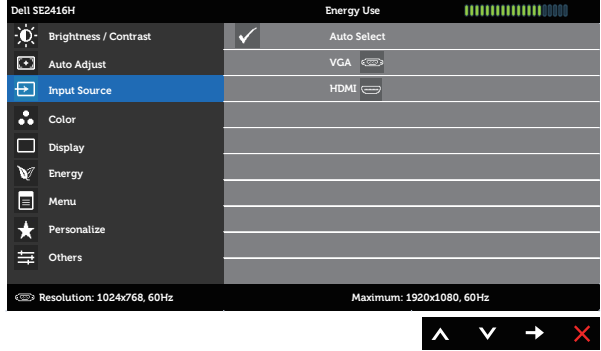 Dell SE2416H Energy Use
Brightness / Contrast Auto Select
Auto Adjust VGA
Input Source HDMI
Color
Display
Energy
Menu
Personalize
Others
Resolution: 1024x768, 60Hz Maximum: 1920x1080, 60Hz